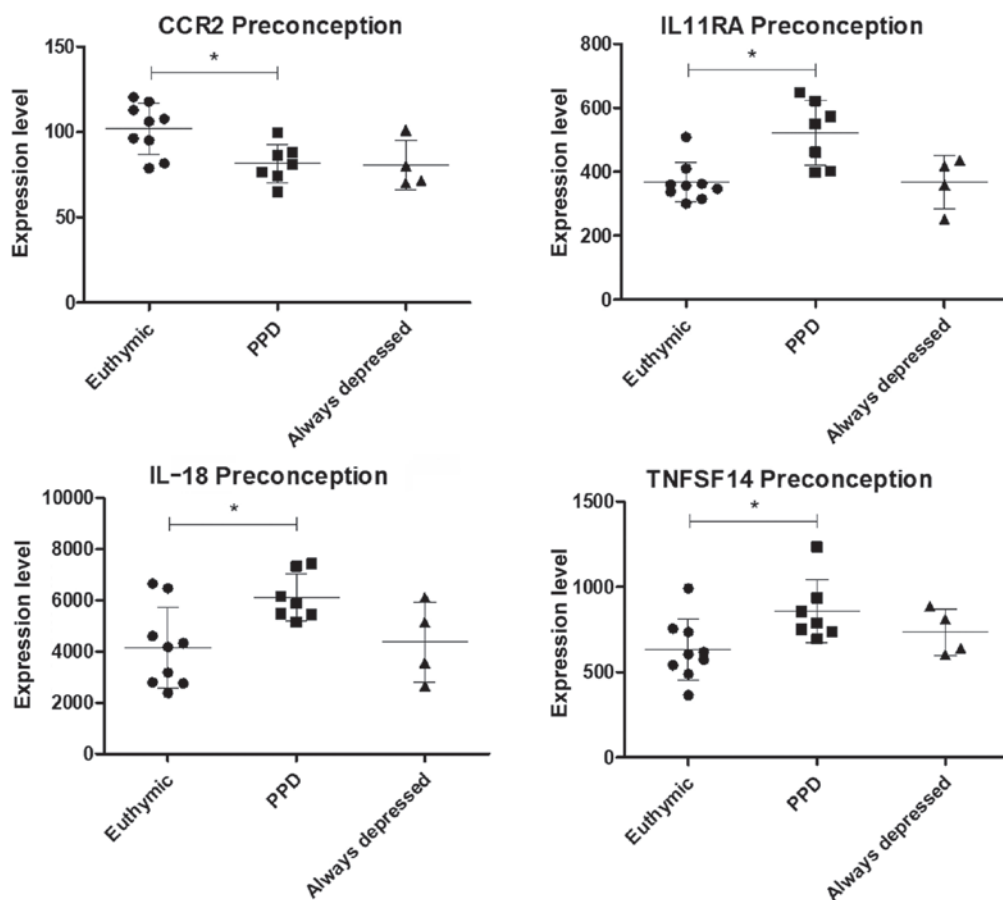 CCR2 Preconception
*
Expression level
150
100
50
0
Euthymic
PPD
Always depressed
IL11RA Preconception
*
Expression level
800
600
400
200
0
Euthymic
PPD
Always depressed
IL-18 Preconception
*
Expression level
10000
8000
6000
4000
2000
0
Euthymic
PPD
Always depressed
TNFSF14 Preconception
*
Expression level
1500
1000
500
0
Euthymic
PPD
Always depressed